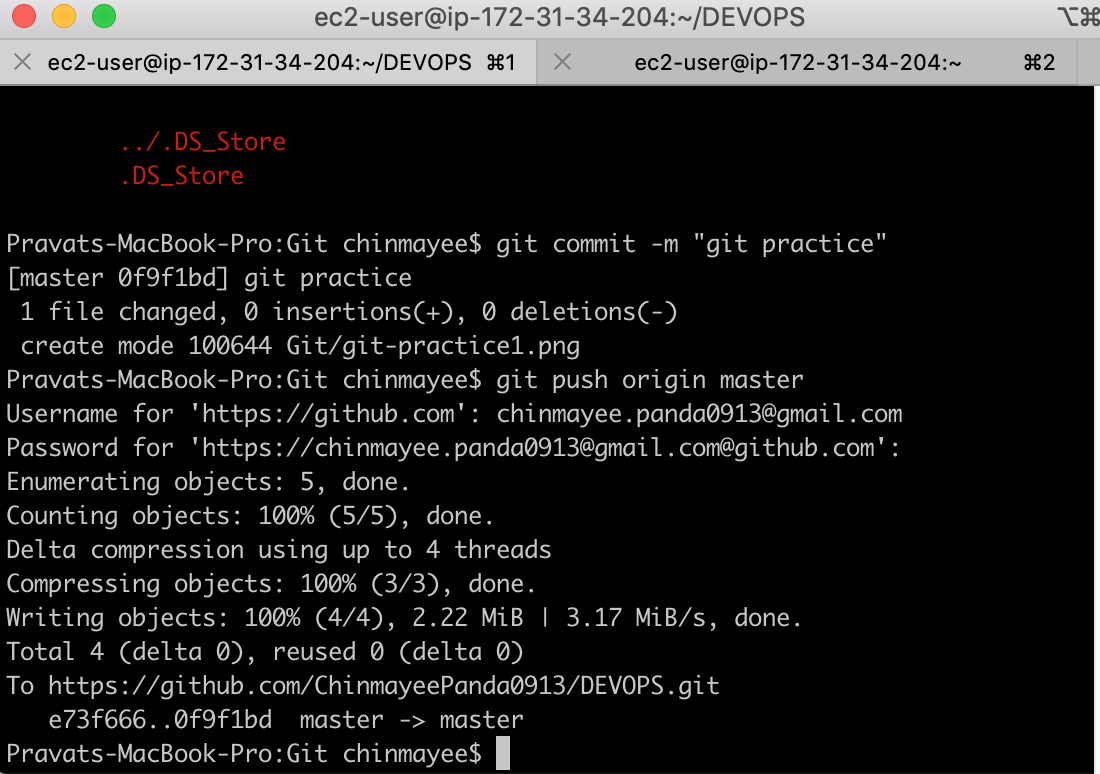 ec2-user@ip-172-31-34-204:~/DEVOPS ⌥⌘
ec2-user@ip-172-31-34-204:~/DEVOPS ⌘1 ec2-user@ip-172-31-34-204:~ ⌘2
../.DS_Store
.DS_Store
Pravats-MacBook-Pro:Git chinmayee$ git commit -m "git practice"
[master 0f9f1bd] git practice
1 file changed, 0 insertions(+), 0 deletions(-)
create mode 100644 Git/git-practice1.png
Pravats-MacBook-Pro:Git chinmayee$ git push origin master
Username for 'https://github.com': chinmayee.panda0913@gmail.com
Password for 'https://chinmayee.panda0913@gmail.com@github.com':
Enumerating objects: 5, done.
Counting objects: 100% (5/5), done.
Delta compression using up to 4 threads
Compressing objects: 100% (3/3), done.
Writing objects: 100% (4/4), 2.22 MiB | 3.17 MiB/s, done.
Total 4 (delta 0), reused 0 (delta 0)
To https://github.com/ChinmayeePanda0913/DEVOPS.git
e73f666..0f9f1bd  master -> master
Pravats-MacBook-Pro:Git chinmayee$